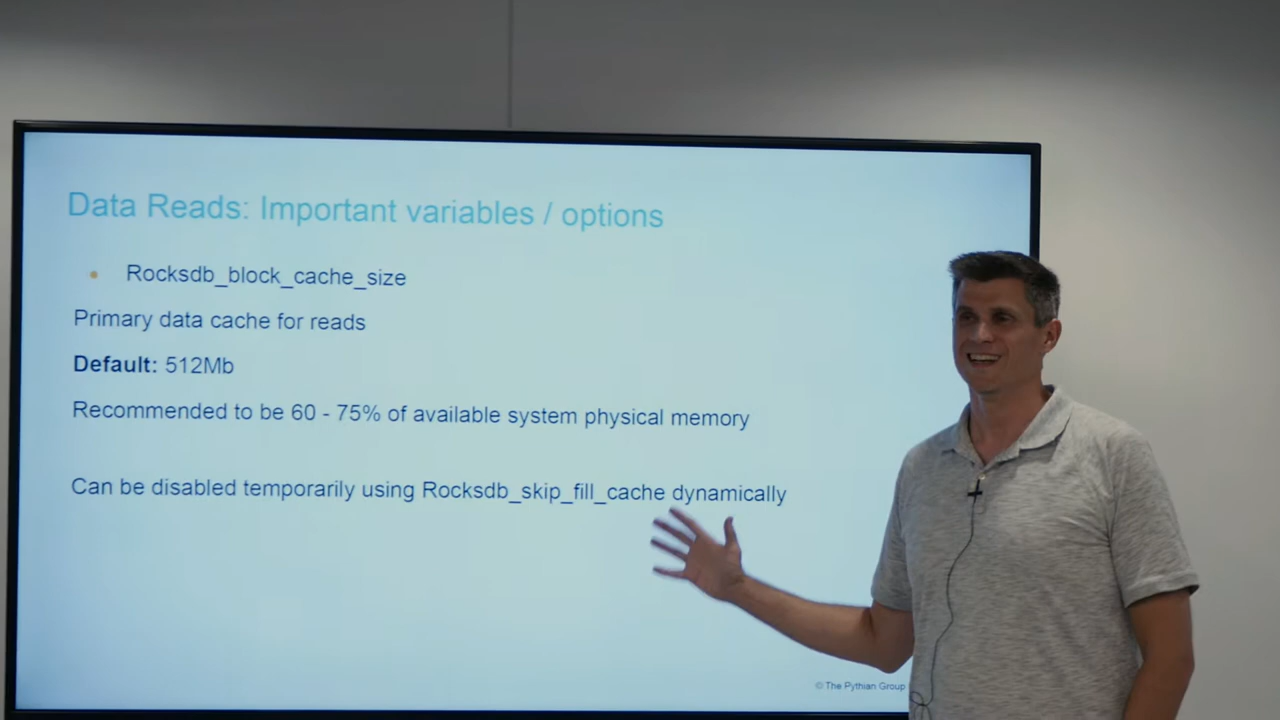 Data Reads: Important variables / options
Rocksdb_block_cache_size
Primary data cache for reads
Default: 512Mb
Recommended to be 60 - 75% of available system physical memory
Can be disabled temporarily using Rocksdb_skip_fill_cache dynamically
© The Pythian Group